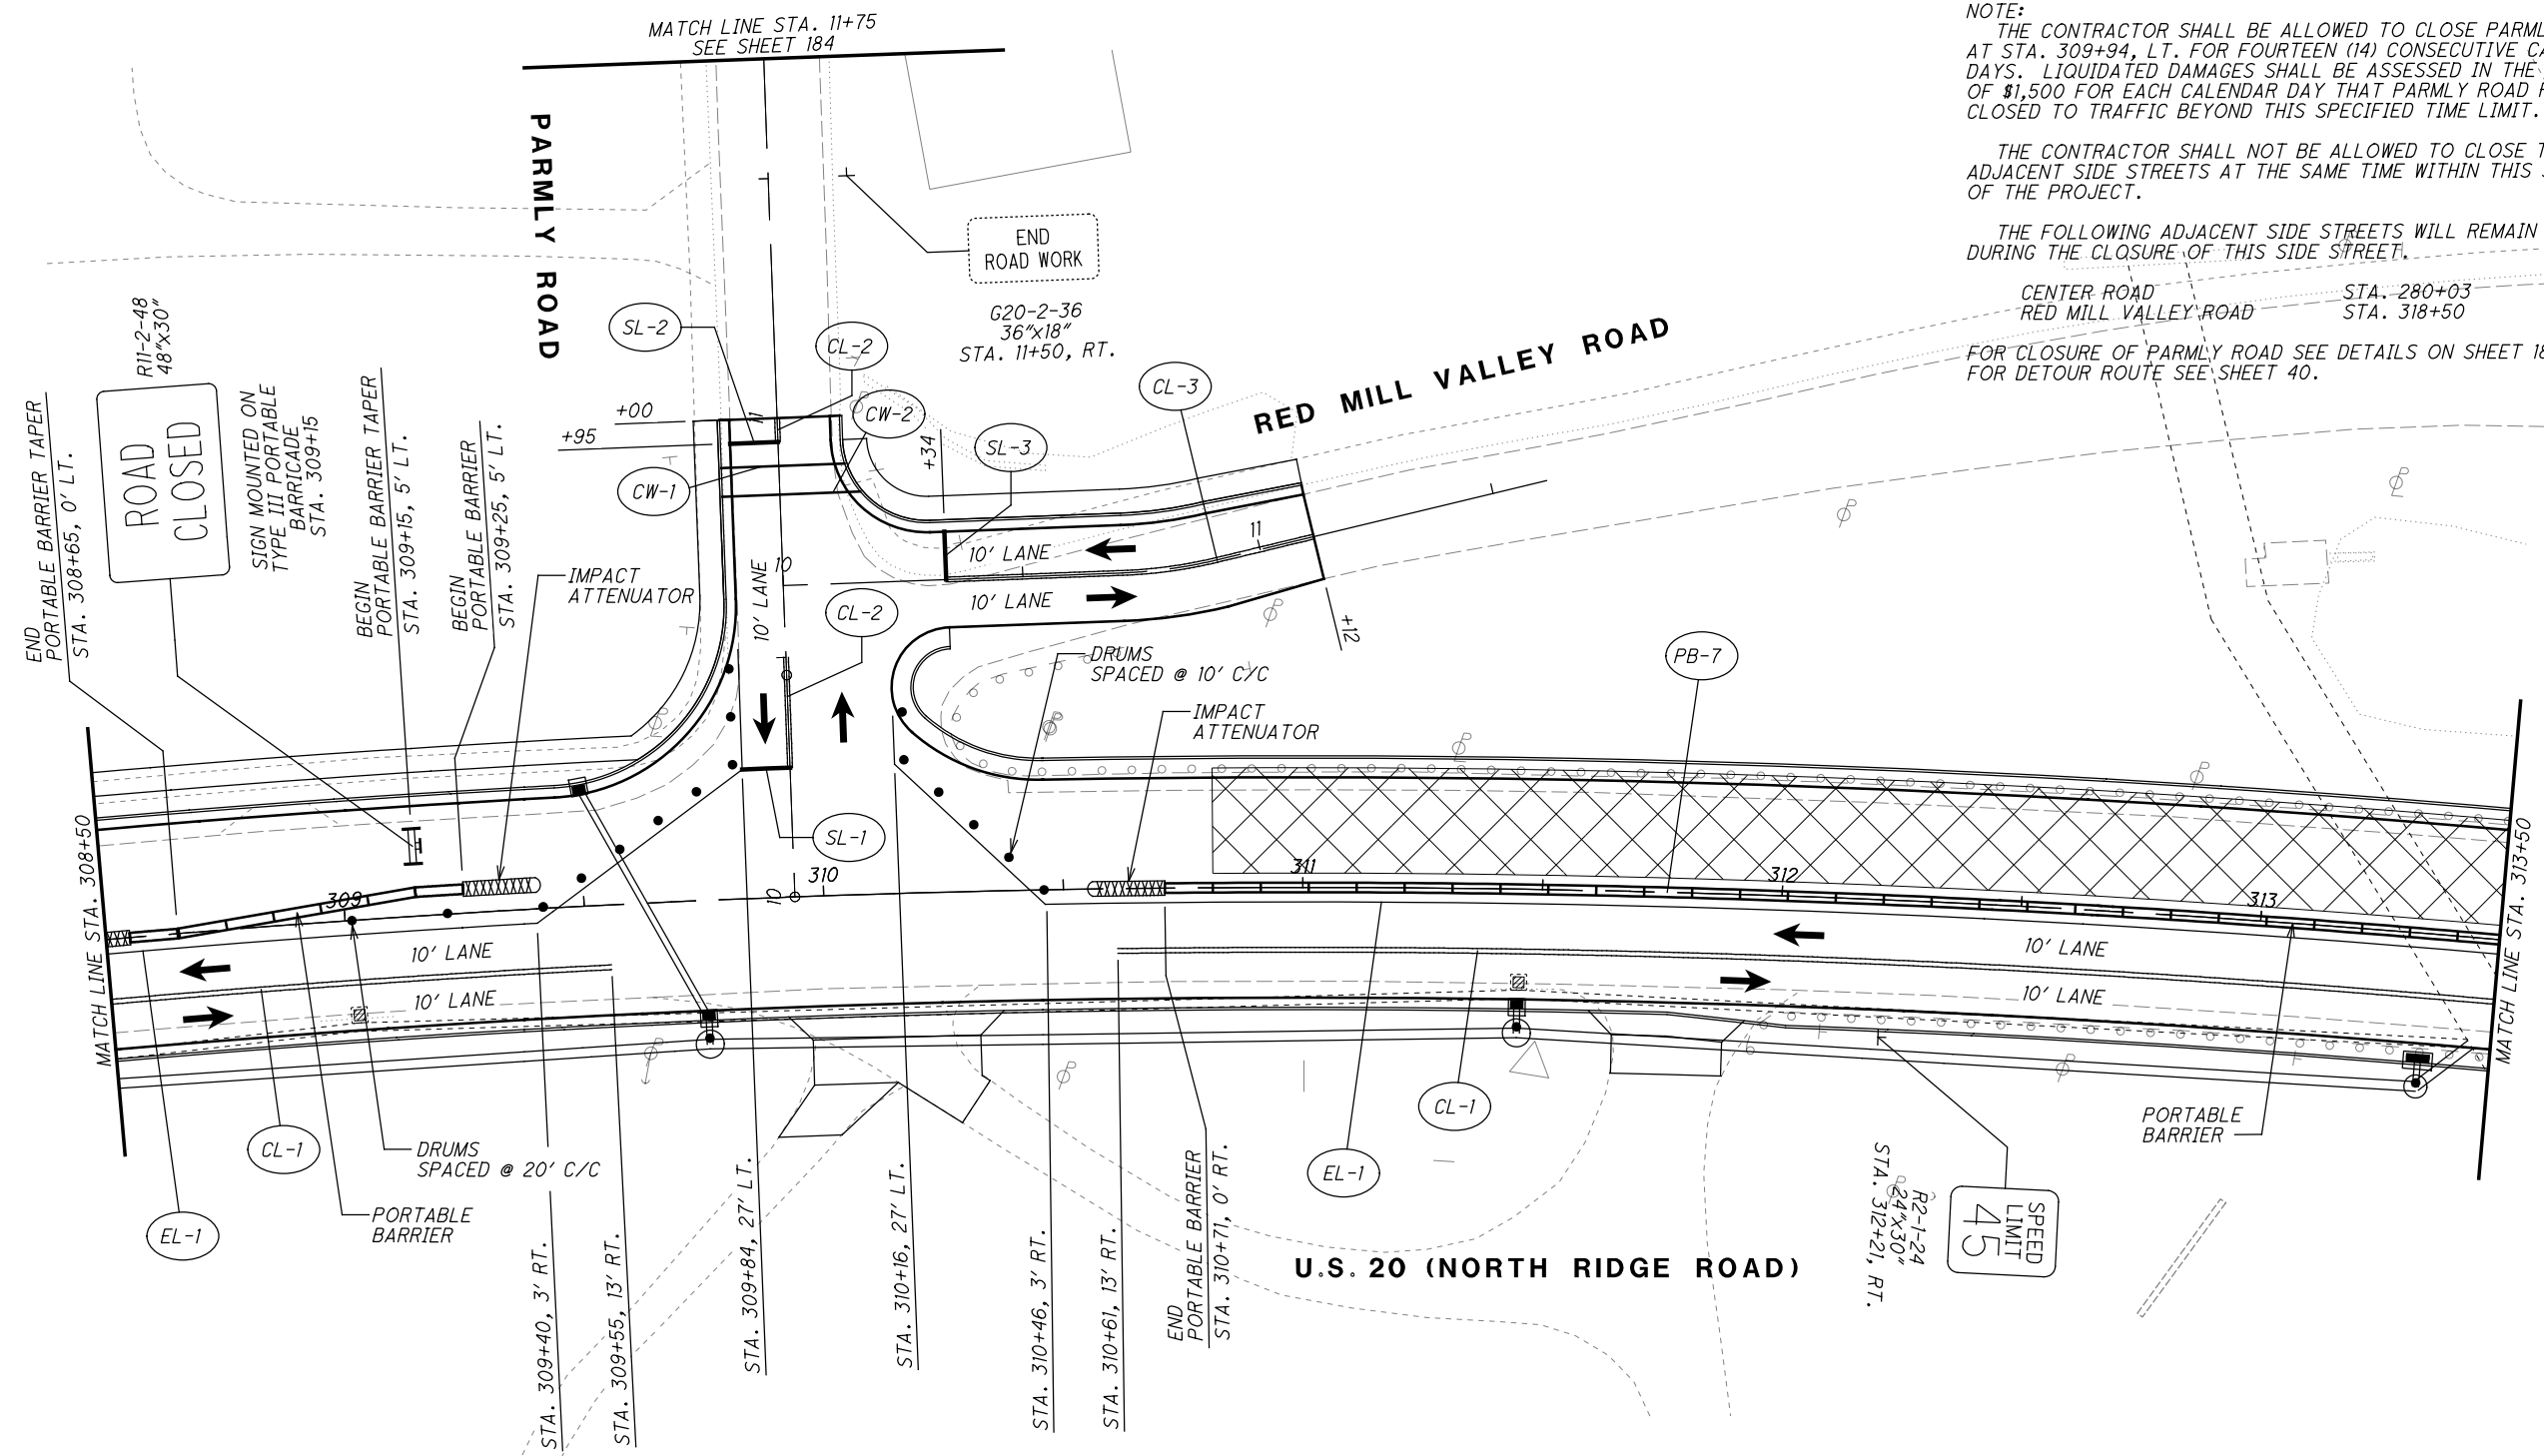 MATCH LINE STA. 11+75
SEE SHEET 184
NOTE:
THE CONTRACTOR SHALL BE ALLOWED TO CLOSE
AT STA. 309+94, LT. FOR FOURTEEN (14) CONSECUTIVE
DAYS. LIQUIDATED DAMAGES SHALL BE ASSESSED IN THE
OF $1,500 FOR EACH CALENDAR DAY THAT PARMLY ROAD
CLOSED TO TRAFFIC BEYOND THIS SPECIFIED TIME LIMIT.
THE CONTRACTOR SHALL NOT BE ALLOWED TO CLOSE
ADJACENT SIDE STREETS AT THE SAME TIME WITHIN THIS
OF THE PROJECT.
THE FOLLOWING ADJACENT SIDE STREETS WILL REMAIN
DURING THE CLOSURE OF THIS SIDE STREET.
CENTER ROAD STA. 280+03
RED MILL VALLEY ROAD STA. 318+50
FOR CLOSURE OF PARMLY ROAD SEE DETAILS ON SHEET
FOR DETOUR ROUTE SEE SHEET 40.
PARMLY ROAD
END
ROAD WORK
G20-2-36
36"x18"
STA. 11+50, RT.
SL-2
CL-2
CW-2
CL-3
RED MILL VALLEY ROAD
+00
+95
11
+34
SL-3
CW-1
R11-2-48
48"x30"
ROAD
CLOSED
SIGN MOUNTED ON
TYPE III PORTABLE
BARRICADE
STA. 309+15
END
PORTABLE BARRIER TAPER
STA. 308+65, 0' LT.
BEGIN
PORTABLE BARRIER TAPER
STA. 309+15, 5' LT.
BEGIN
PORTABLE BARRIER
STA. 309+25, 5' LT.
IMPACT
ATTENUATOR
10' LANE
10
10' LANE
11
10' LANE
+12
CL-2
DRUMS
SPACED @ 10' C/C
IMPACT
ATTENUATOR
PB-7
SL-1
MATCH LINE STA. 308+50
309
310
10
311
312
313
MATCH LINE STA. 313+50
10' LANE
10' LANE
10' LANE
10' LANE
CL-1
DRUMS
SPACED @ 20' C/C
EL-1
PORTABLE
BARRIER
STA. 309+40, 3' RT.
STA. 309+55, 13' RT.
STA. 309+84, 27' LT.
STA. 310+16, 27' LT.
STA. 310+46, 3' RT.
STA. 310+61, 13' RT.
END
PORTABLE BARRIER
STA. 310+71, 0' RT.
EL-1
CL-1
PORTABLE
BARRIER
SPEED
LIMIT
45
R2-1-24
24"x30"
STA. 312+21, RT.
U.S. 20 (NORTH RIDGE ROAD)